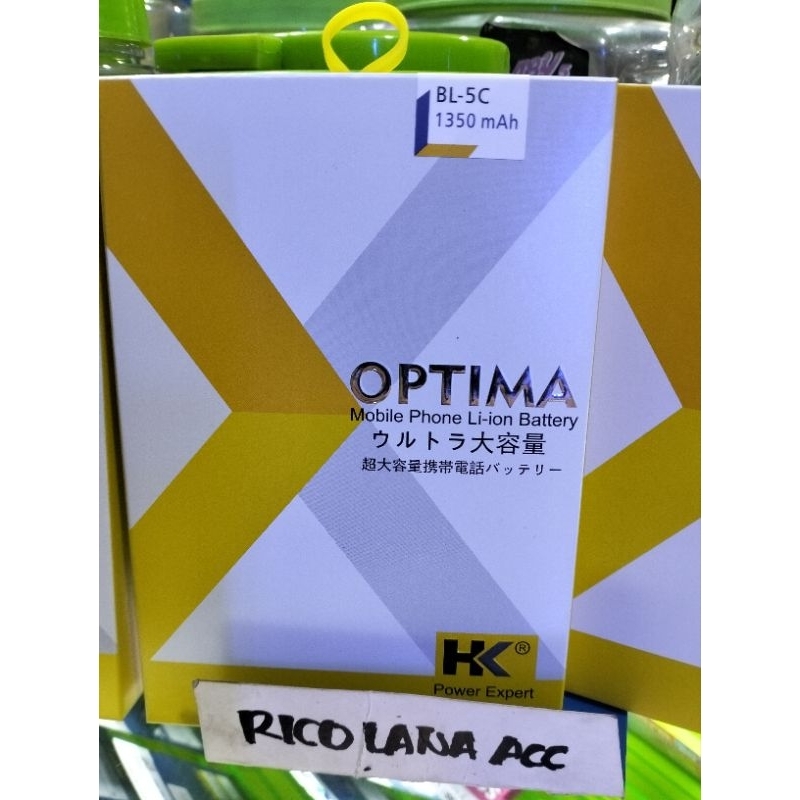 BL-5C
1350 mAh
OPTIMA
Mobile Phone Li-ion Battery
ウルトラ大容量
超大容量携帯電話バッテリー
HK®
Power Expert
RICO LANA ACC